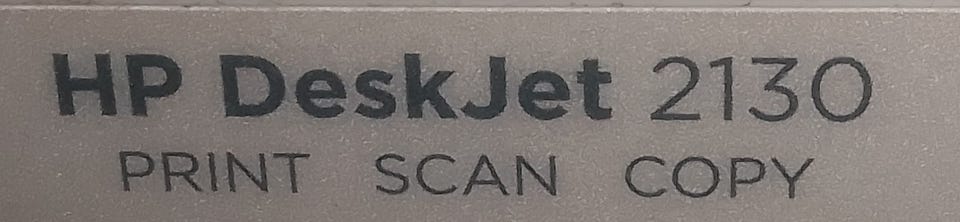 HP DeskJet 2130
PRINT SCAN COPY